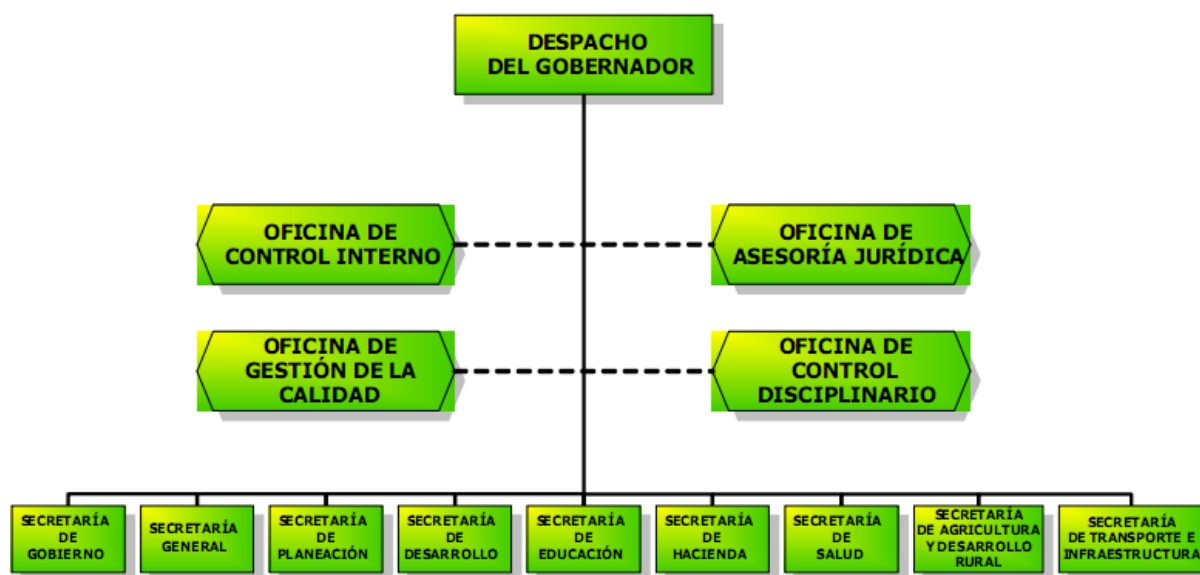 DESPACHO
DEL GOBERNADOR
OFICINA DE
CONTROL INTERNO
OFICINA DE
ASESORÍA JURÍDICA
OFICINA DE
GESTIÓN DE LA
CALIDAD
OFICINA DE
CONTROL
DISCIPLINARIO
SECRETARÍA
DE
GOBIERNO
SECRETARÍA
GENERAL
SECRETARÍA
DE
PLANEACIÓN
SECRETARÍA
DE
DESARROLLO
SECRETARÍA
DE
EDUCACIÓN
SECRETARÍA
DE
HACIENDA
SECRETARÍA
DE
SALUD
SECRETARÍA
DE AGRICULTURA
Y DESARROLLO
RURAL
SECRETARÍA
DE TRANSPORTE E
INFRAESTRUCTURA